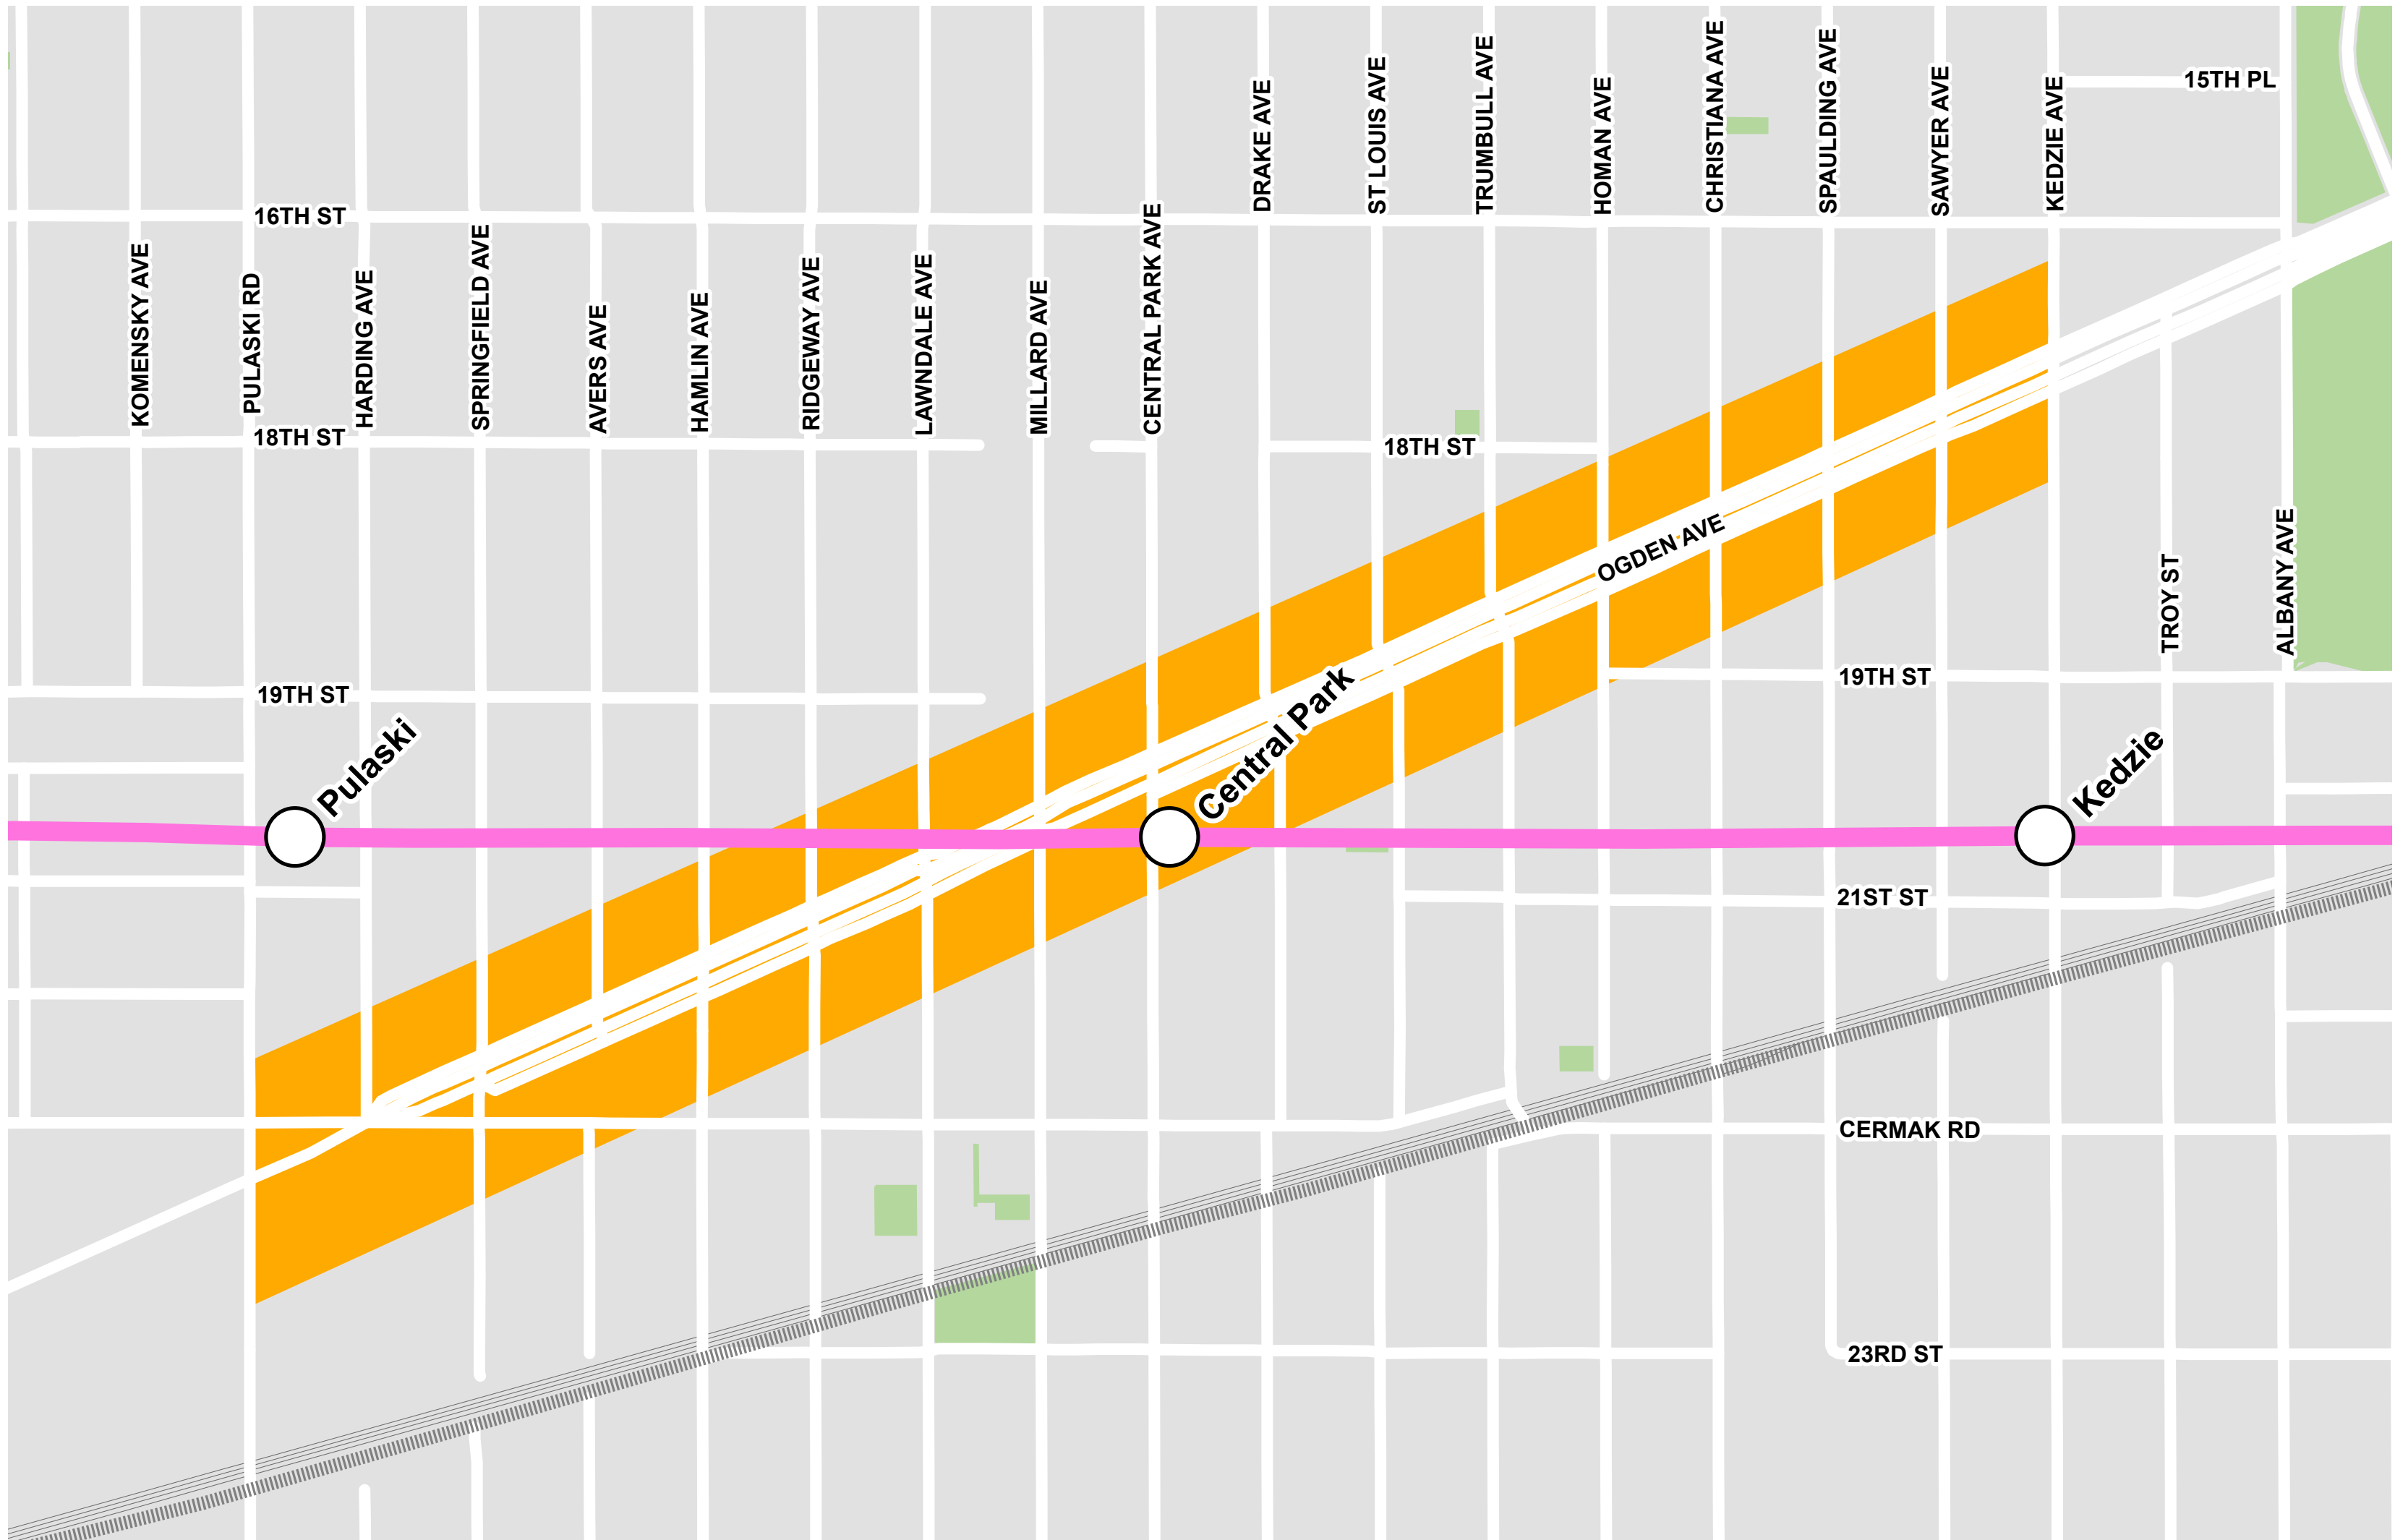 15TH PL
DRAKE AVE
ST LOUIS AVE
TRUMBULL AVE
HOMAN AVE
CHRISTIANA AVE
SPAULDING AVE
SAWYER AVE
KEDZIE AVE
16TH ST
KOMENSKY AVE
PULASKI RD
HARDING AVE
SPRINGFIELD AVE
AVERS AVE
HAMLIN AVE
RIDGEWAY AVE
LAWNDALE AVE
MILLARD AVE
CENTRAL PARK AVE
18TH ST
18TH ST
OGDEN AVE
TROY ST
ALBANY AVE
19TH ST
19TH ST
Pulaski
Central Park
Kedzie
21ST ST
CERMAK RD
23RD ST